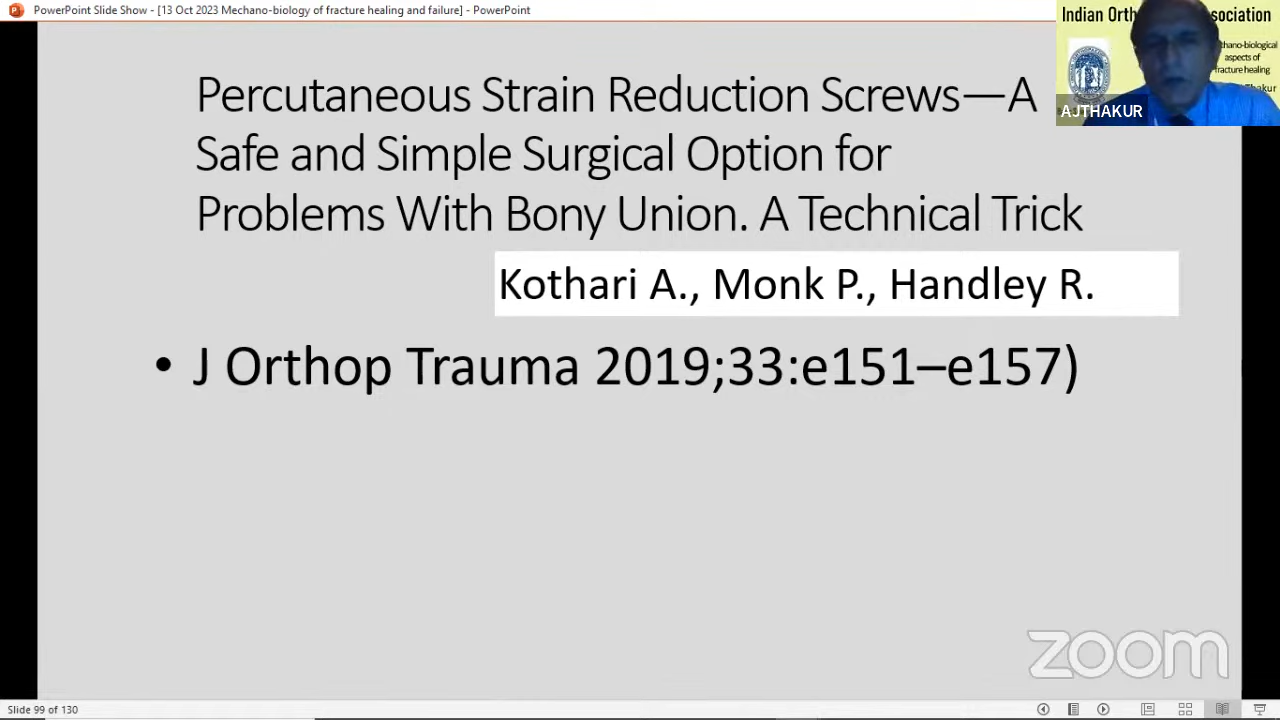 PowerPoint Slide Show - [13 Oct 2023 Mechano-biology of fracture healing and failure] - PowerPoint
Indian Orth
sociation
aspects of
fracture healing
AJTHAKUR
Percutaneous Strain Reduction Screws—A
Safe and Simple Surgical Option for
Problems With Bony Union. A Technical Trick
Kothari A., Monk P., Handley R.
• J Orthop Trauma 2019;33:e151–e157)
zoom
Slide 99 of 130